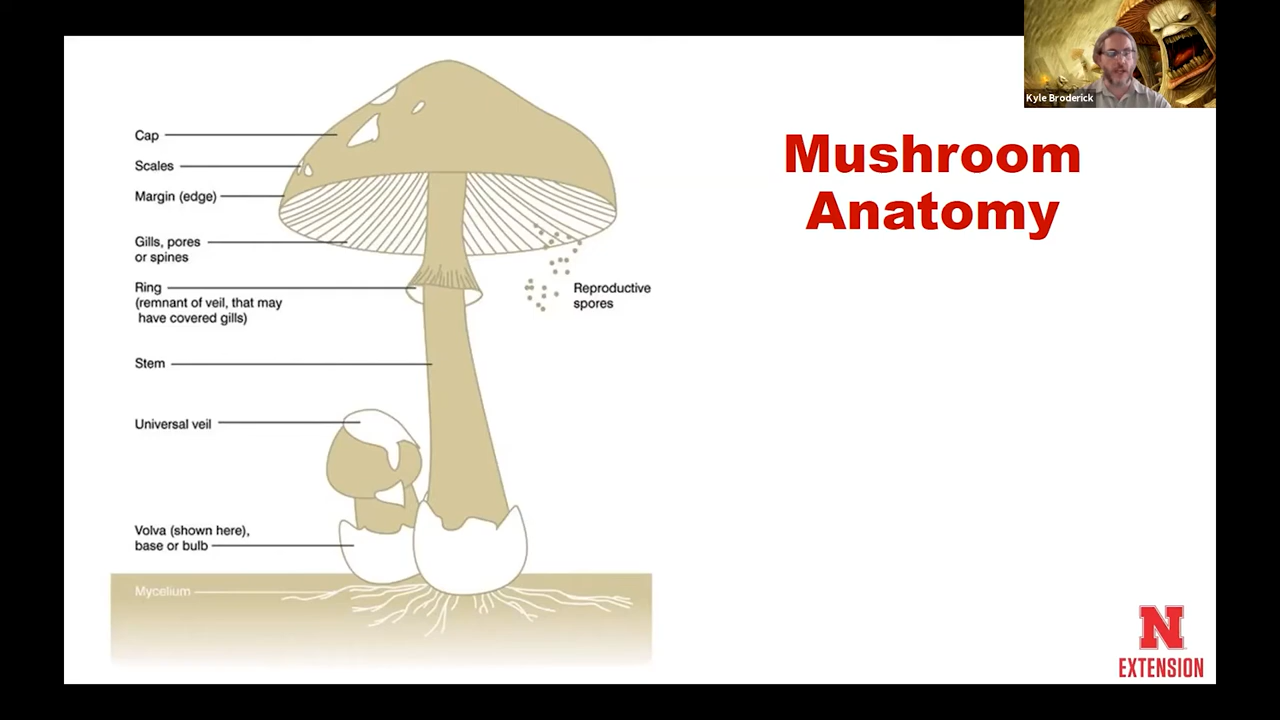 Kyle Broderick
Mushroom
Anatomy
Cap
Scales
Margin (edge)
Gills, pores
or spines
Ring
(remnant of veil, that may
have covered gills)
Reproductive
spores
Stem
Universal veil
Volva (shown here),
base or bulb
Mycelium
N
EXTENSION